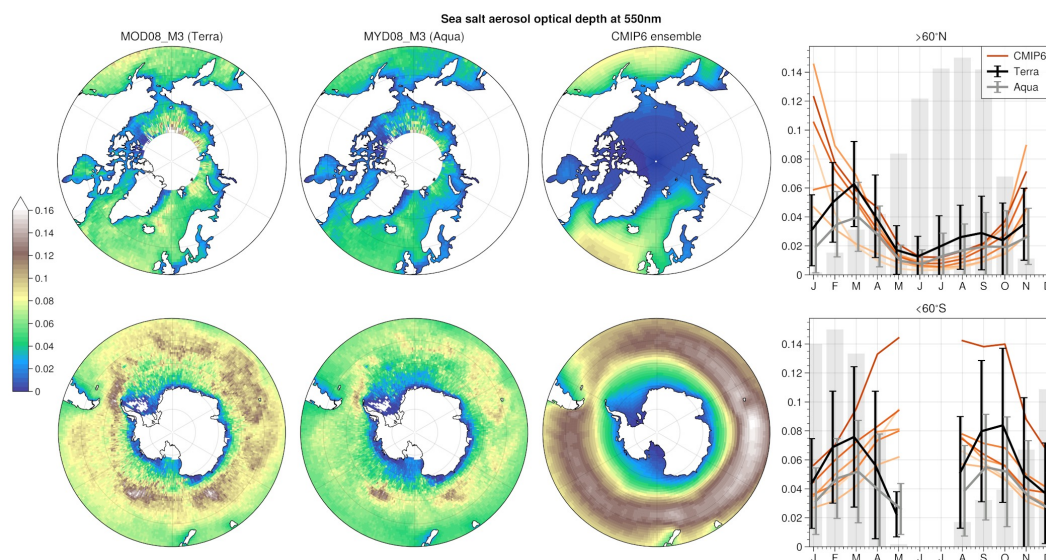 Sea salt aerosol optical depth at 550nm
MOD08_M3 (Terra)
MYD08_M3 (Aqua)
CMIP6 ensemble
>60°N
CMIP6
Terra
Aqua
0.14
0.12
0.1
0.08
0.06
0.04
0.02
0
J F M A M J J A S O N D
0.16
0.14
0.12
0.1
0.08
0.06
0.04
0.02
0
<60°S
0.14
0.12
0.1
0.08
0.06
0.04
0.02
0
J F M A M J J A S O N